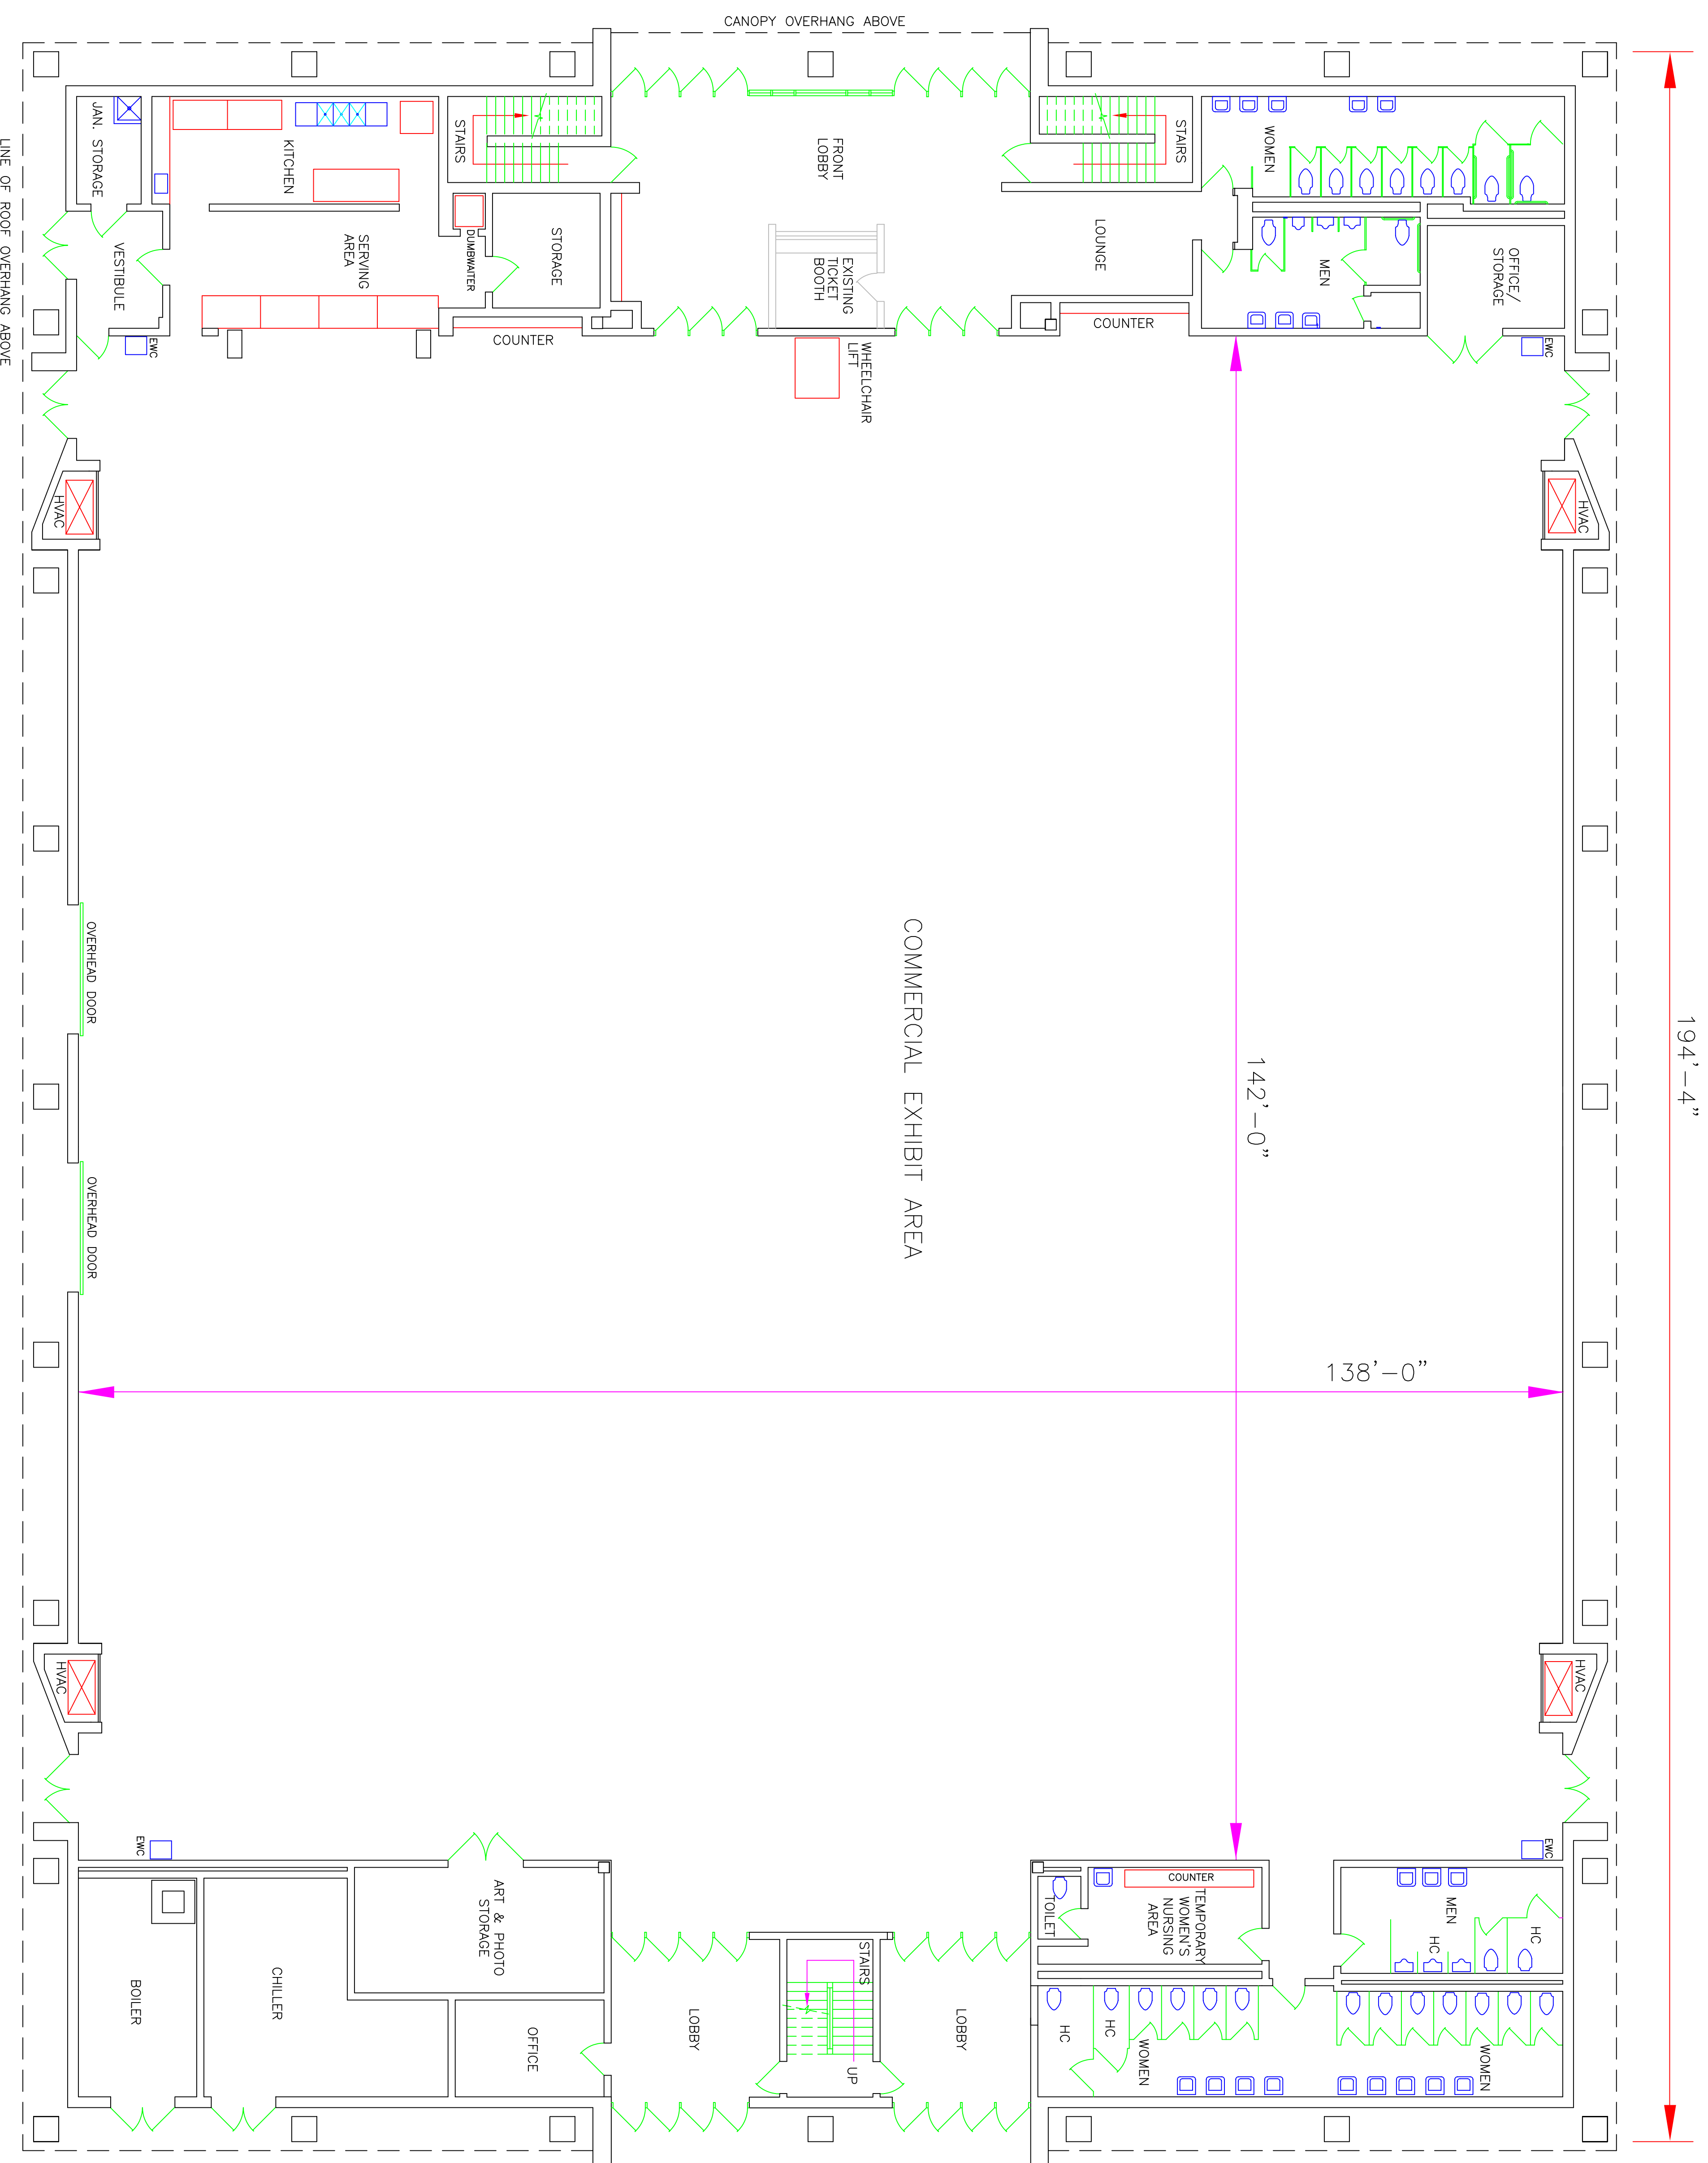 CANOPY OVERHANG ABOVE
LINE OF ROOF OVERHANG ABOVE
194'-4"
JAN. STORAGE
KITCHEN
STAIRS
FRONT
LOBBY
STAIRS
WOMEN
VESTIBULE
SERVING
AREA
DUMBWAITER
STORAGE
EXISTING
TICKET
BOOTH
LOUNGE
MEN
OFFICE/
STORAGE
EWC
COUNTER
WHEELCHAIR
LIFT
COUNTER
EWC
HVAC
HVAC
OVERHEAD DOOR
COMMERCIAL EXHIBIT AREA
142'-0"
OVERHEAD DOOR
138'-0"
HVAC
HVAC
EWC
EWC
ART & PHOTO
STORAGE
COUNTER
TEMPORARY
WOMEN'S
NURSING
AREA
TOILET
MEN
HC
HC
STAIRS
BOILER
CHILLER
OFFICE
LOBBY
UP
LOBBY
HC
HC
WOMEN
WOMEN